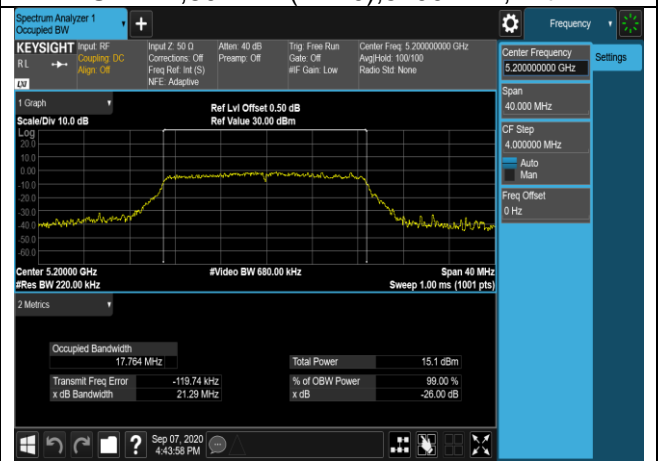 Spectrum Analyzer 1
Occupied BW
Frequency
KEYSIGHT
RL
LXI
Input: RF
Coupling: DC
Align: Off
Input Z: 50 Ω
Corrections: Off
Freq Ref: Int (S)
NFE: Adaptive
Atten: 40 dB
Preamp: Off
Trig: Free Run
Gate: Off
#IF Gain: Low
Center Freq: 5.200000000 GHz
Avg|Hold: 100/100
Radio Std: None
Center Frequency
5.200000000 GHz
Settings
Span
40.000 MHz
CF Step
4.000000 MHz
Auto
Man
Freq Offset
0 Hz
1 Graph
Scale/Div 10.0 dB
Ref Lvl Offset 0.50 dB
Ref Value 30.00 dBm
Log
20.0
10.0
0.00
-10.0
-20.0
-30.0
-40.0
-50.0
-60.0
Center 5.20000 GHz
#Video BW 680.00 kHz
Span 40 MHz
#Res BW 220.00 kHz
Sweep 1.00 ms (1001 pts)
2 Metrics
Occupied Bandwidth
17.764 MHz
Total Power 15.1 dBm
Transmit Freq Error -119.74 kHz
% of OBW Power 99.00 %
x dB Bandwidth 21.29 MHz
x dB -26.00 dB
?
Sep 07, 2020
4:43:58 PM